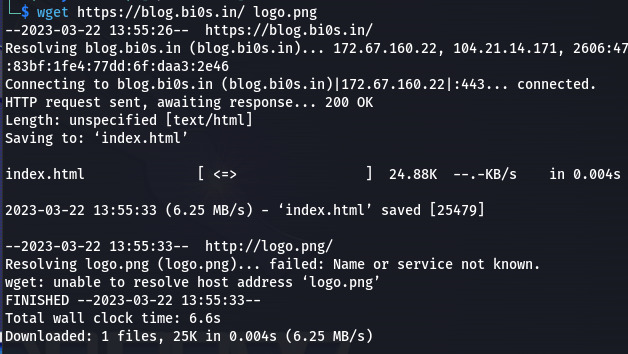 └─$ wget https://blog.bi0s.in/ logo.png
--2023-03-22 13:55:26--  https://blog.bi0s.in/
Resolving blog.bi0s.in (blog.bi0s.in)... 172.67.160.22, 104.21.14.171, 2606:47
:83bf:1fe4:77dd:6f:daa3:2e46
Connecting to blog.bi0s.in (blog.bi0s.in)|172.67.160.22|:443... connected.
HTTP request sent, awaiting response... 200 OK
Length: unspecified [text/html]
Saving to: ‘index.html’
index.html              [ <=>                ]  24.88K  --.-KB/s    in 0.004s
2023-03-22 13:55:33 (6.25 MB/s) - ‘index.html’ saved [25479]
--2023-03-22 13:55:33--  http://logo.png/
Resolving logo.png (logo.png)... failed: Name or service not known.
wget: unable to resolve host address ‘logo.png’
FINISHED --2023-03-22 13:55:33--
Total wall clock time: 6.6s
Downloaded: 1 files, 25K in 0.004s (6.25 MB/s)